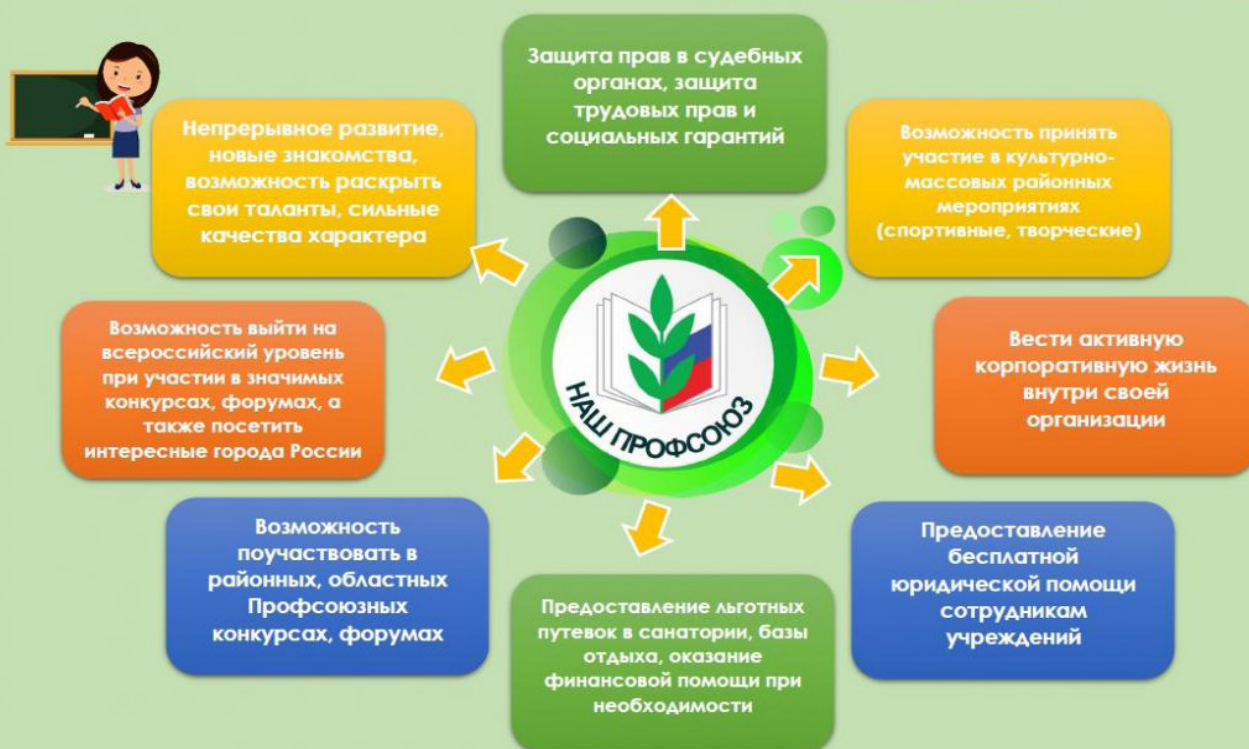 Защита прав в судебных
органах, защита
трудовых прав и
социальных гарантий
Непрерывное развитие,
новые знакомства,
возможность раскрыть
свои таланты, сильные
качества характера
Возможность принять
участие в культурно-
массовых районных
мероприятиях
(спортивные, творческие)
Возможность выйти на
всероссийский уровень
при участии в значимых
конкурсах, форумах, а
также посетить
интересные города России
НАШ ПРОФСОЮЗ
Вести активную
корпоративную жизнь
внутри своей
организации
Возможность
поучаствовать в
районных, областных
Профсоюзных
конкурсах, форумах
Предоставление льготных
путевок в санатории, базы
отдыха, оказание
финансовой помощи при
необходимости
Предоставление
бесплатной
юридической помощи
сотрудникам
учреждений